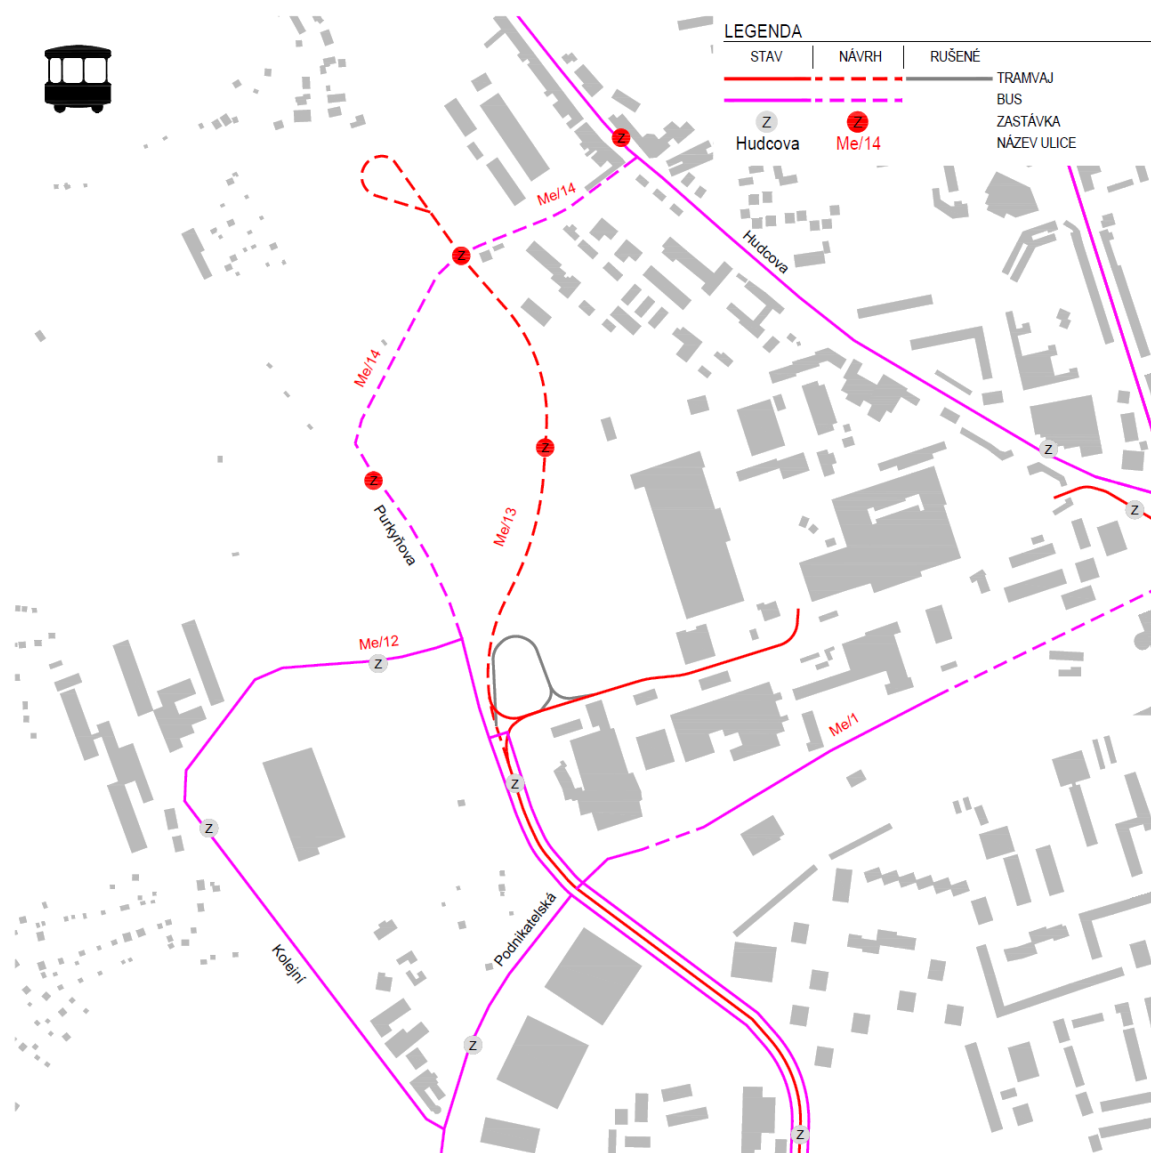 LEGENDA
STAV NÁVRH RUŠENÉ
TRAMVAJ
BUS
Z Z ZASTÁVKA
Hudcova Me/14 NÁZEV ULICE
Z
Me/14
Hudcova
Z
Me/14
Z
Z
Z
Purkyňova
Me/13
Z
Me/12
Z
Me/1
Z
Z
Podnikatelská
Kolejní
Z
Z